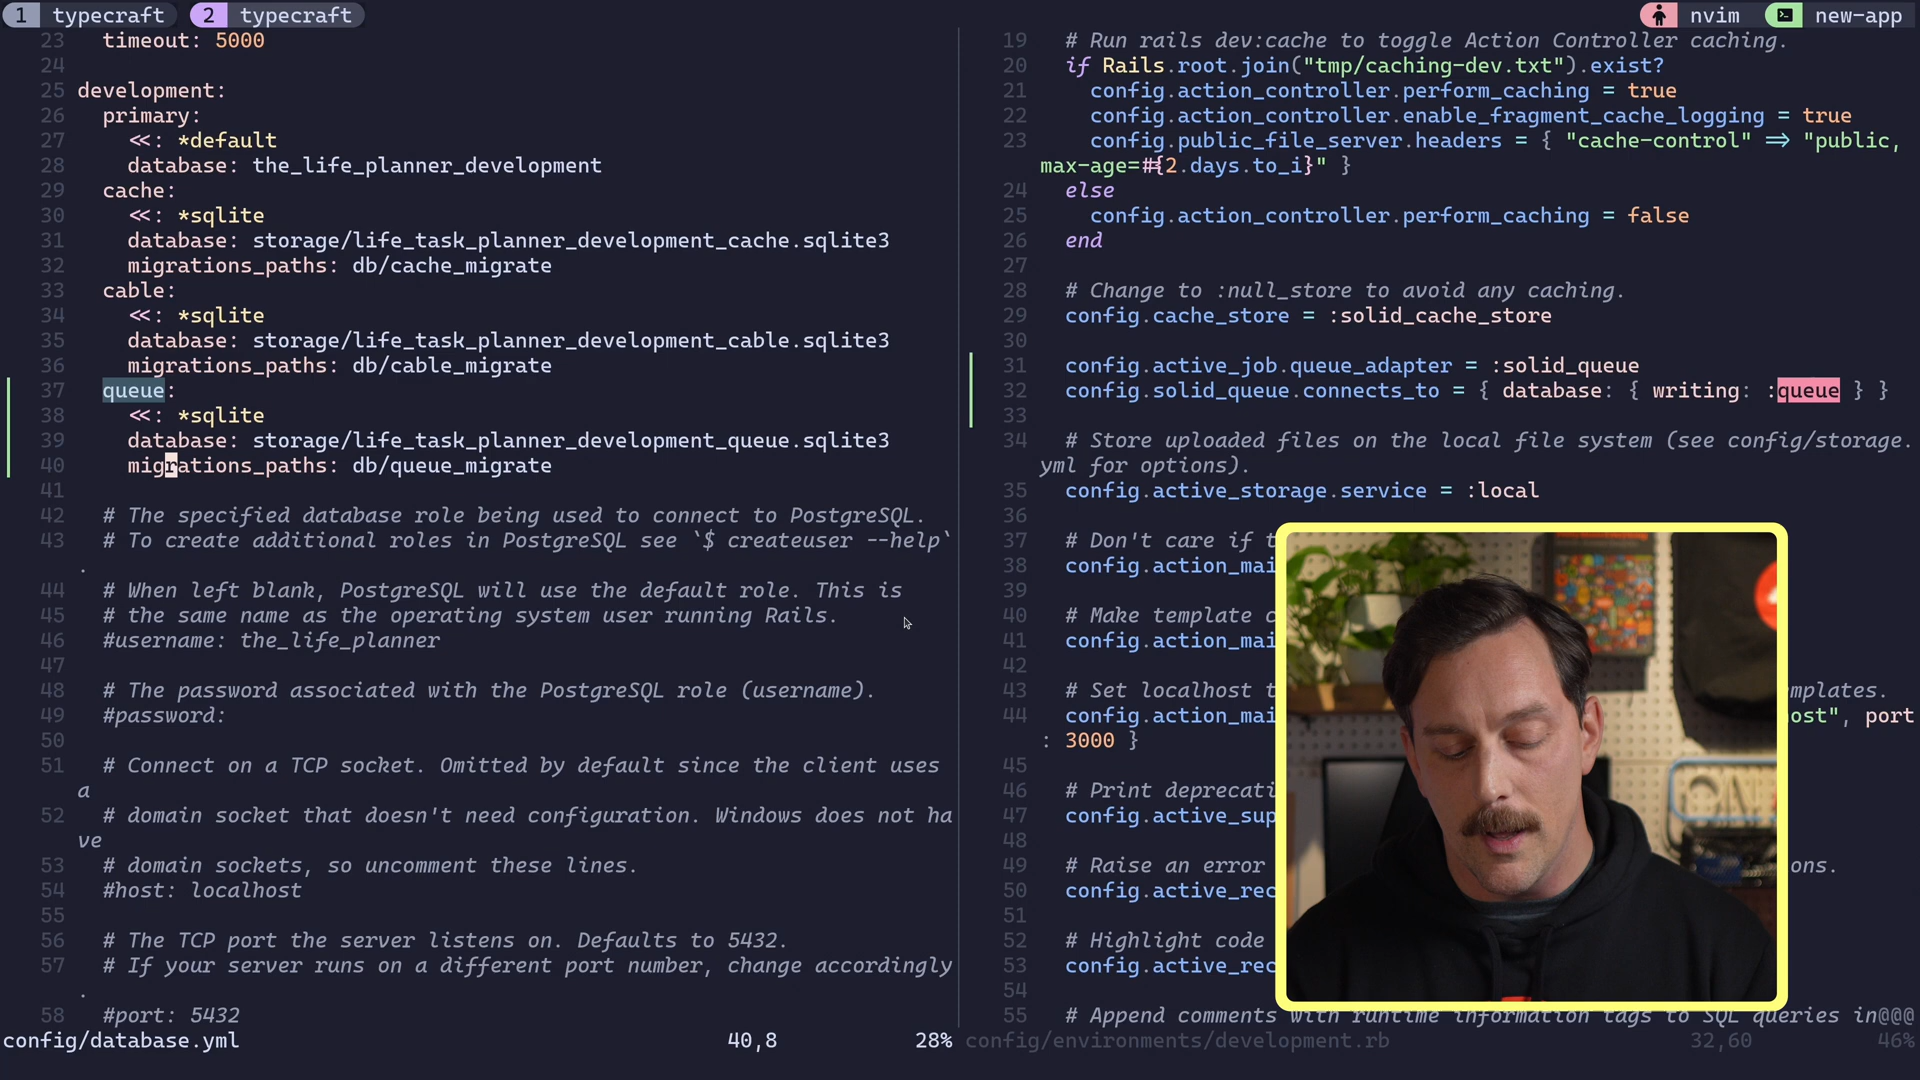 1 typecraft 2 typecraft nvim new-app
23 timeout: 5000
24
25 development:
26 primary:
27 <<: *default
28 database: the_life_planner_development
29 cache:
30 <<: *sqlite
31 database: storage/life_task_planner_development_cache.sqlite3
32 migrations_paths: db/cache_migrate
33 cable:
34 <<: *sqlite
35 database: storage/life_task_planner_development_cable.sqlite3
36 migrations_paths: db/cable_migrate
37 queue:
38 <<: *sqlite
39 database: storage/life_task_planner_development_queue.sqlite3
40 migrations_paths: db/queue_migrate
41
42 # The specified database role being used to connect to PostgreSQL.
43 # To create additional roles in PostgreSQL see `$ createuser --help`
.
44 # When left blank, PostgreSQL will use the default role. This is
45 # the same name as the operating system user running Rails.
46 #username: the_life_planner
47
48 # The password associated with the PostgreSQL role (username).
49 #password:
50
51 # Connect on a TCP socket. Omitted by default since the client uses
a
52 # domain socket that doesn't need configuration. Windows does not ha
ve
53 # domain sockets, so uncomment these lines.
54 #host: localhost
55
56 # The TCP port the server listens on. Defaults to 5432.
57 # If your server runs on a different port number, change accordingly
.
58 #port: 5432
config/database.yml 40,8 28%
19 # Run rails dev:cache to toggle Action Controller caching.
20 if Rails.root.join("tmp/caching-dev.txt").exist?
21 config.action_controller.perform_caching = true
22 config.action_controller.enable_fragment_cache_logging = true
23 config.public_file_server.headers = { "cache-control" => "public,
max-age=#{2.days.to_i}" }
24 else
25 config.action_controller.perform_caching = false
26 end
27
28 # Change to :null_store to avoid any caching.
29 config.cache_store = :solid_cache_store
30
31 config.active_job.queue_adapter = :solid_queue
32 config.solid_queue.connects_to = { database: { writing: :queue } }
33
34 # Store uploaded files on the local file system (see config/storage.
yml for options).
35 config.active_storage.service = :local
36
37 # Don't care if t
38 config.action_mai
39
40 # Make template c
41 config.action_mai
42
43 # Set localhost t mplates.
44 config.action_mai ost", port
: 3000 }
45
46 # Print deprecati
47 config.active_sup
48
49 # Raise an error ons.
50 config.active_rec
51
52 # Highlight code
53 config.active_rec
54
55 # Append comments with runtime information tags to SQL queries in@@@
config/environments/development.rb 32,60 46%